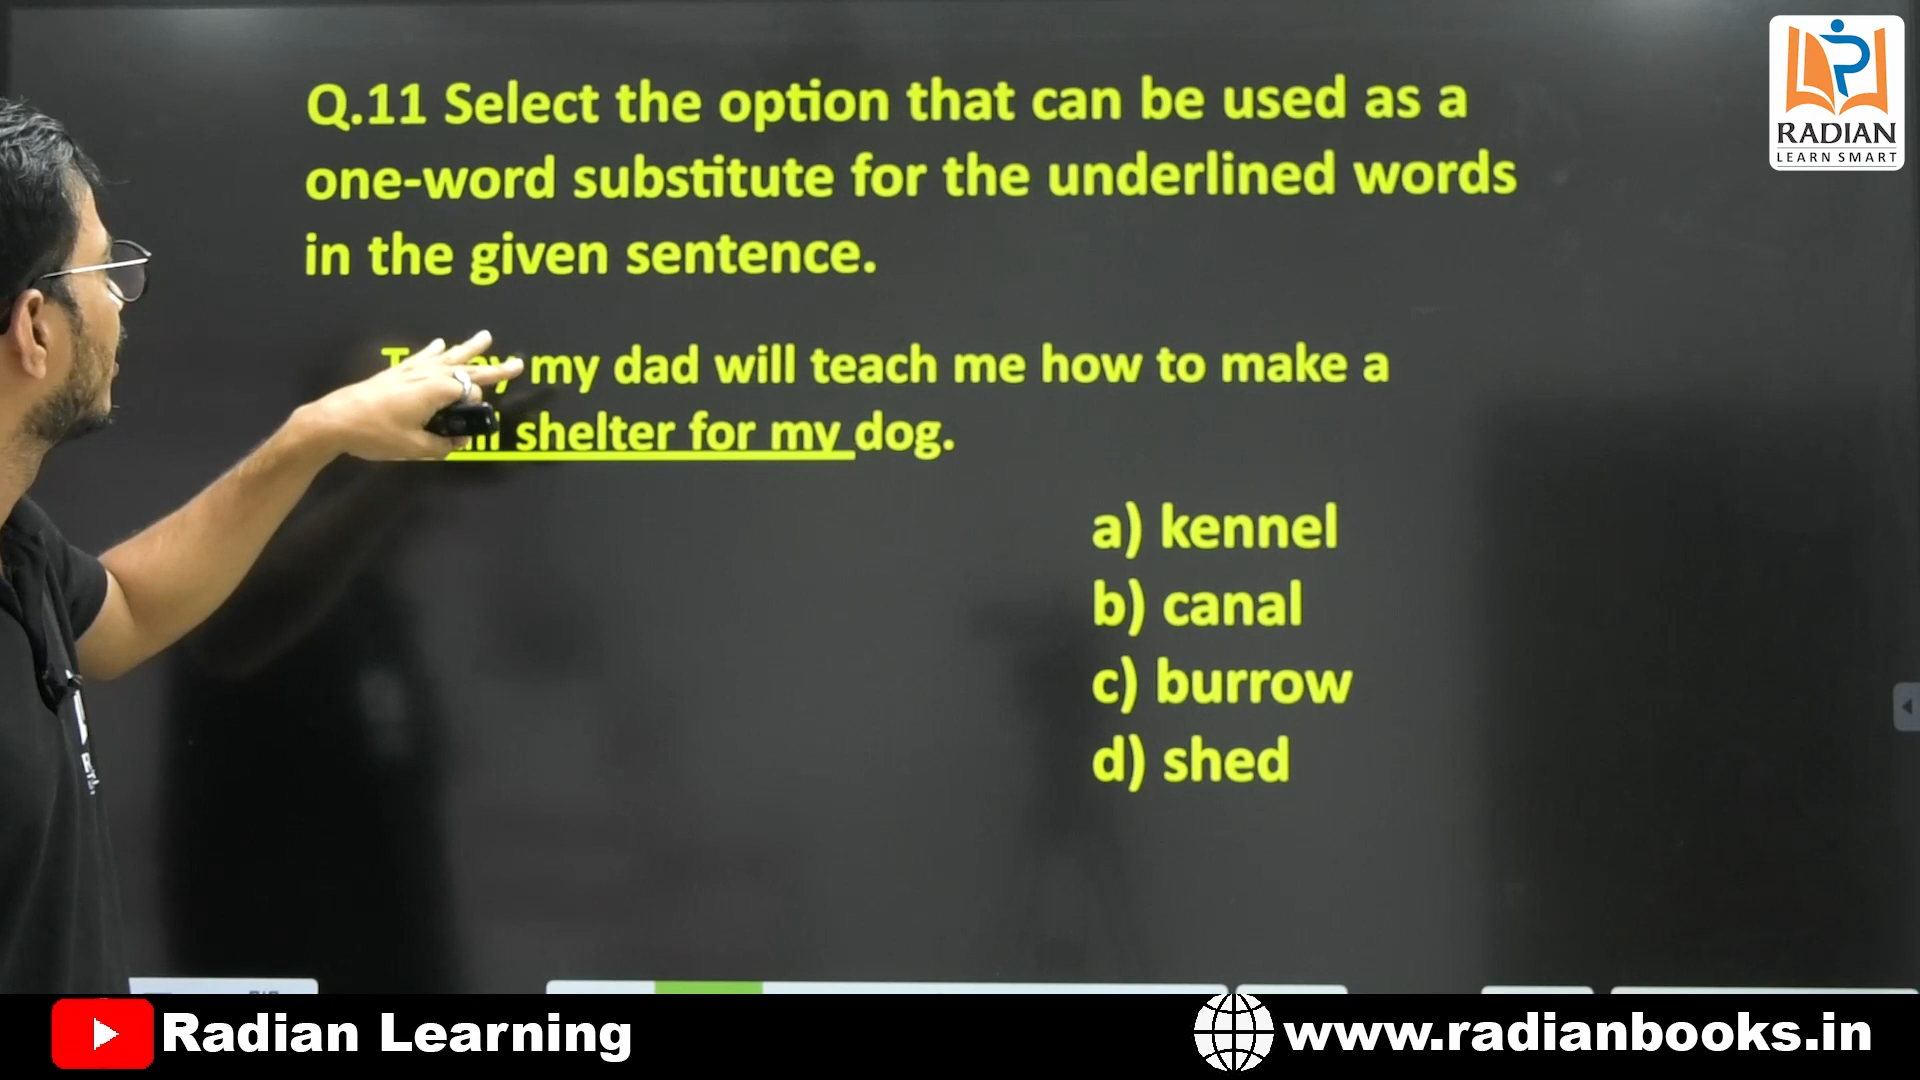 RADIAN
LEARN SMART
Q.11 Select the option that can be used as a
one-word substitute for the underlined words
in the given sentence.
my dad will teach me how to make a
shelter for my dog.
a) kennel
b) canal
c) burrow
d) shed
Radian Learning
www.radianbooks.in